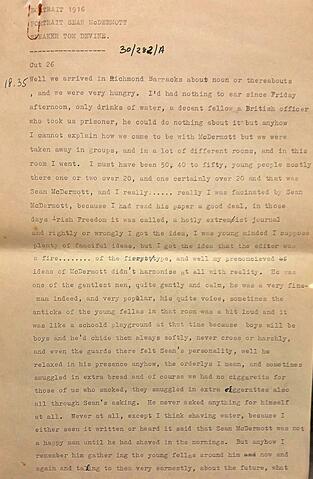 PORTRAIT 1916
PORTRAIT SEAN McDERMOTT
SPEAKER TOM DEVINE.
30/282/A
Cut 26
18.35
Well we arrived in Richmond Barracks about noon or thereabouts
, and we were very hungry. I'd had nothing to ear since Friday
afternoon, only drinks of water, a decent fellow a British officer
who took us prisoner, he could do nothing about it but anyhow
I cannot explain how we came to be with McDermott but we were
taken away in groups, and in a lot of different rooms, and in this
room I went. I must have been 50, 40 to fifty, young people mostly
there one or two over 20, and one certainly over 20 and that was
Sean McDermott, and I really...... really I was facinated by Sean
McDermott, because I had read his paper a good deal, in those
days Irish Freedom it was called, a hotly extremist journal
and rightly or wrongly I got the idea, I was young minded I suppose
plenty of fanciful ideas, but I got the idea that the editor was
a fire........ of the type, and well my preonceived
ideas of McDermott didn't harmonise at all with reality. He was
one of the gentlest men, quite gently and calm, he was a very fine-
man indeed, and very popular, his quite voice, sometimes the
anticks of the young fellas in that room was a bit loud and it
was like a schoold playground at that time because boys will be
boys and he'd chide them always softly, never cross or harshly,
and even the guards there felt Sean's personality, well he
relaxed in his presence anyhow, the orderlys I mean, and sometimes
smuggled in extra bread and of course we had no ciggaretts for
those of us who smoked, they smuggled in extra ciggerattes also
all through Sean's asking. He never asked anything for himself
at all. Never at all, except I think shaving water, because I
either seen it written or heard it said that Sean McDermott was not
a happy man until he had shaved in the mornings. But anyhow I
remember him gathering the young fellas around him now and
again and talking to them very earnestly, about the future, what